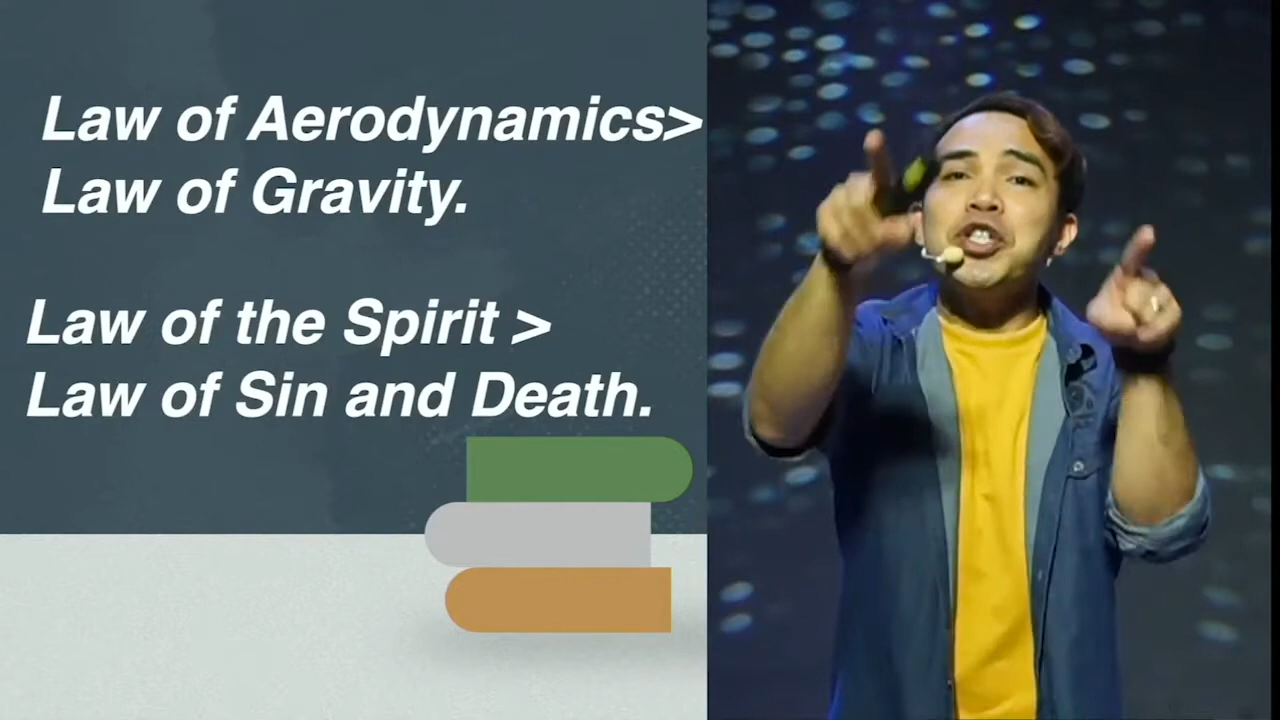 Law of Aerodynamics>
Law of Gravity.
Law of the Spirit >
Law of Sin and Death.